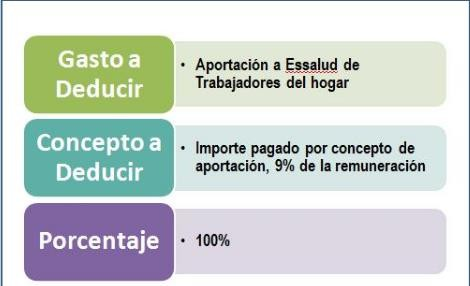 Gasto a
Deducir
• Aportación a Essalud de
Trabajadores del hogar
Concepto a
Deducir
• Importe pagado por concepto de
aportación, 9% de la remuneración
Porcentaje
• 100%